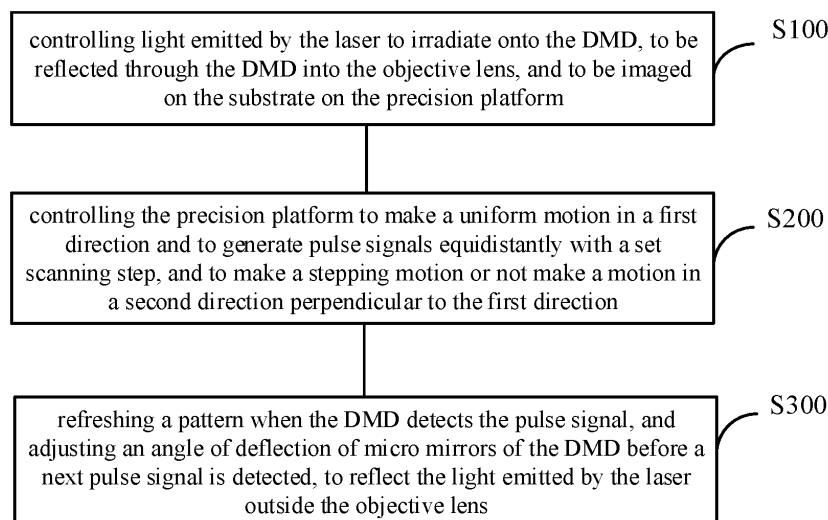 controlling light emitted by the laser to irradiate onto the DMD, to be
reflected through the DMD into the objective lens, and to be imaged
on the substrate on the precision platform
S100
controlling the precision platform to make a uniform motion in a first
direction and to generate pulse signals equidistantly with a set
scanning step, and to make a stepping motion or not make a motion in
a second direction perpendicular to the first direction
S200
refreshing a pattern when the DMD detects the pulse signal, and
adjusting an angle of deflection of micro mirrors of the DMD before a
next pulse signal is detected, to reflect the light emitted by the laser
outside the objective lens
S300